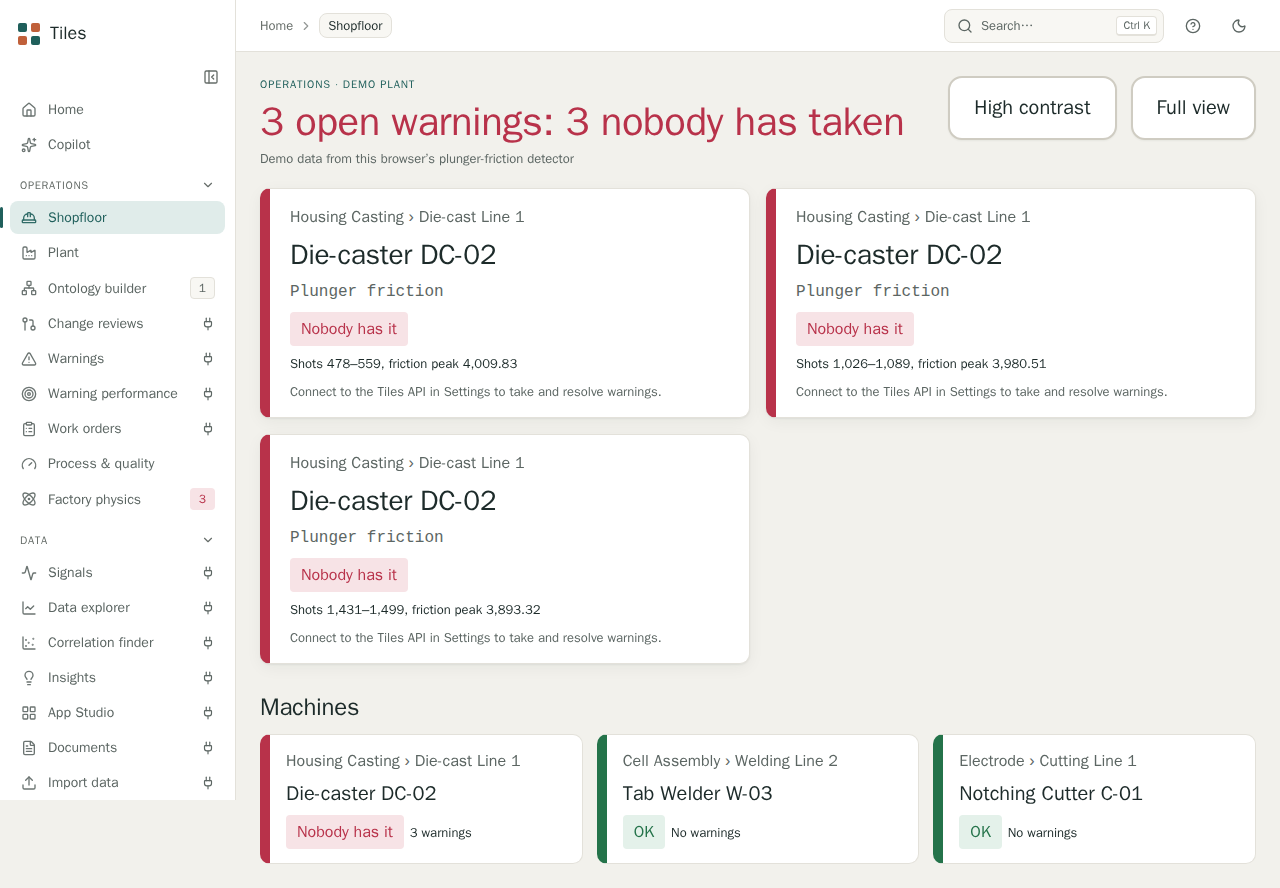 Tiles
Home
Copilot
OPERATIONS
Shopfloor
Plant
Ontology builder 1
Change reviews
Warnings
Warning performance
Work orders
Process & quality
Factory physics 3
DATA
Signals
Data explorer
Correlation finder
Insights
App Studio
Documents
Import data
Home Shopfloor
Search… Ctrl K
OPERATIONS · DEMO PLANT
3 open warnings: 3 nobody has taken
Demo data from this browser's plunger-friction detector
High contrast
Full view
Housing Casting › Die-cast Line 1
Die-caster DC-02
Plunger friction
Nobody has it
Shots 478–559, friction peak 4,009.83
Connect to the Tiles API in Settings to take and resolve warnings.
Housing Casting › Die-cast Line 1
Die-caster DC-02
Plunger friction
Nobody has it
Shots 1,026–1,089, friction peak 3,980.51
Connect to the Tiles API in Settings to take and resolve warnings.
Housing Casting › Die-cast Line 1
Die-caster DC-02
Plunger friction
Nobody has it
Shots 1,431–1,499, friction peak 3,893.32
Connect to the Tiles API in Settings to take and resolve warnings.
Machines
Housing Casting › Die-cast Line 1
Die-caster DC-02
Nobody has it 3 warnings
Cell Assembly › Welding Line 2
Tab Welder W-03
OK No warnings
Electrode › Cutting Line 1
Notching Cutter C-01
OK No warnings